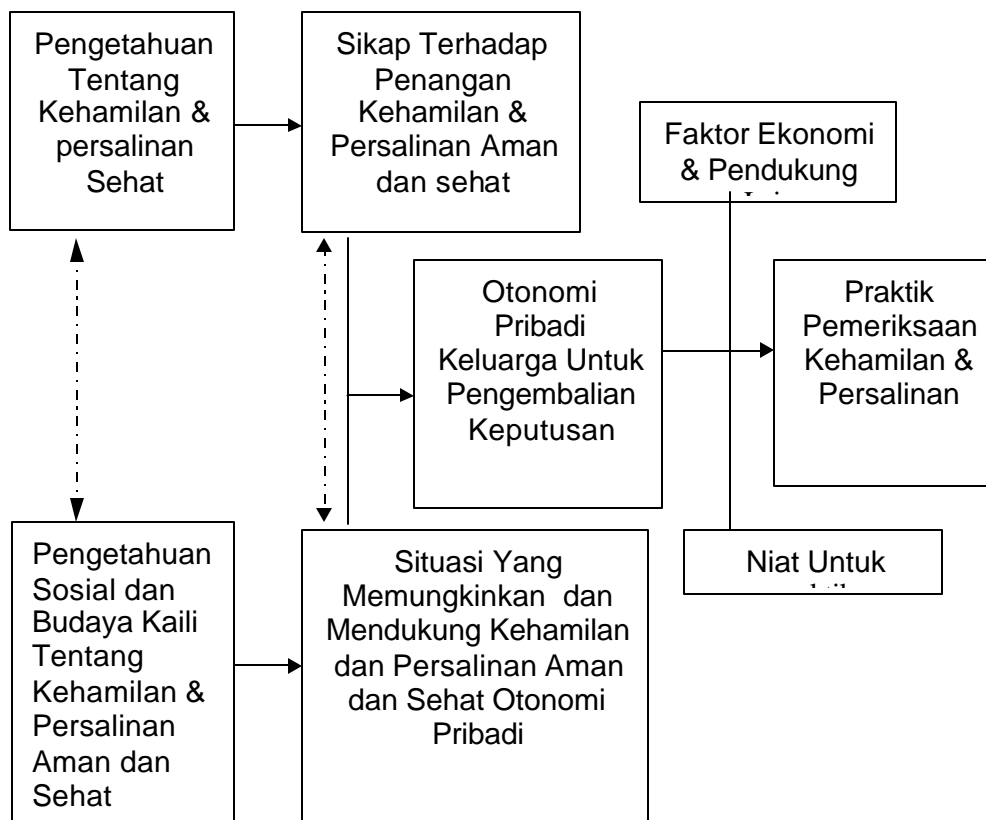 Pengetahuan
Tentang
Kehamilan &
persalinan
Sehat
Sikap Terhadap
Penangan
Kehamilan &
Persalinan Aman
dan sehat
Faktor Ekonomi
& Pendukung
Otonomi
Pribadi
Keluarga Untuk
Pengembalian
Keputusan
Praktik
Pemeriksaan
Kehamilan &
Persalinan
Pengetahuan
Sosial dan
Budaya Kaili
Tentang
Kehamilan &
Persalinan
Aman dan
Sehat
Situasi Yang
Memungkinkan dan
Mendukung Kehamilan
dan Persalinan Aman
dan Sehat Otonomi
Pribadi
Niat Untuk